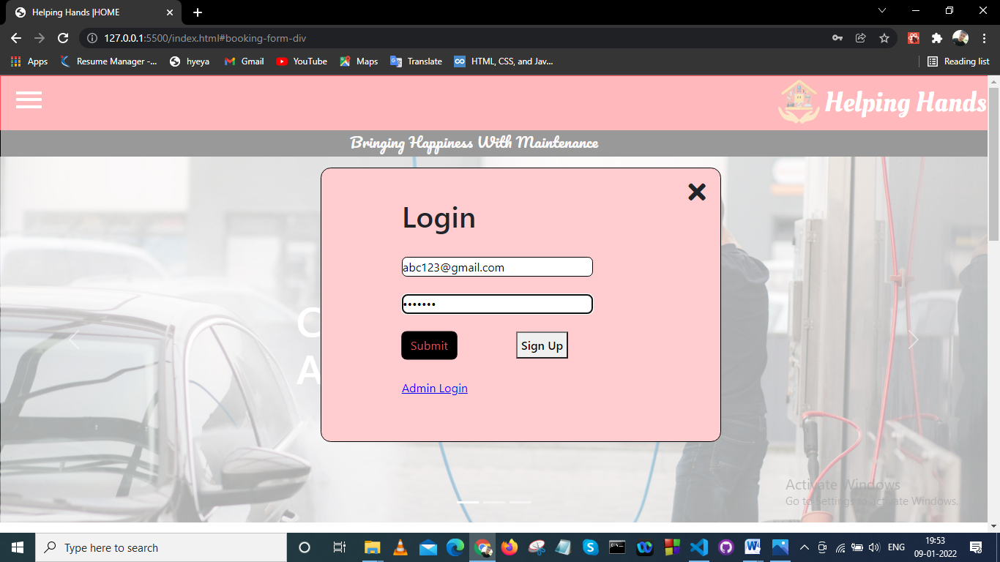 Helping Hands |HOME
127.0.0.1:5500/index.html#booking-form-div
Apps Resume Manager -... hyeya Gmail YouTube Maps Translate HTML, CSS, and Jav... Reading list
Helping Hands
Bringing Happiness With Maintenance
Login
abc123@gmail.com
•••••••
Submit Sign Up
Admin Login
Activate Windows
Go to Settings to activate Windows.
Type here to search
ENG
19:53
09-01-2022